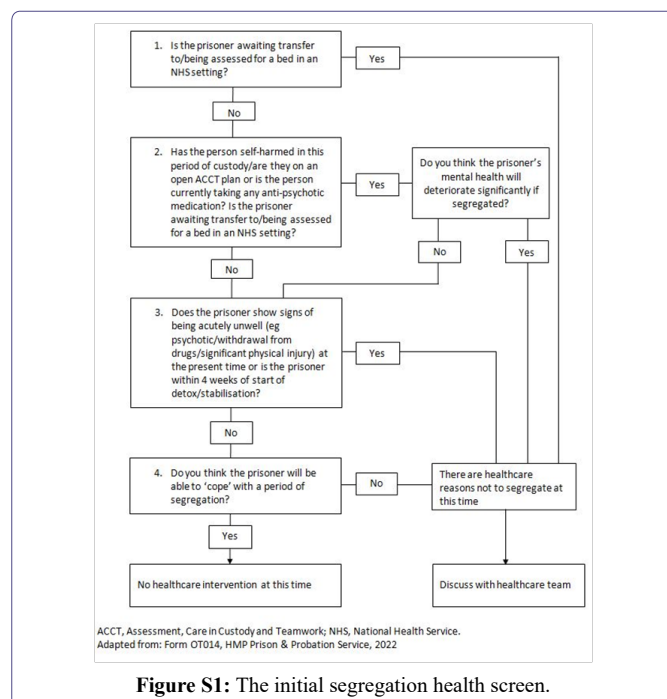 1. Is the prisoner awaiting transfer
to/being assessed for a bed in an
NHS setting?
Yes
No
2. Has the person self-harmed in this
period of custody/are they on an
open ACCT plan or is the person
currently taking any anti-psychotic
medication? Is the prisoner
awaiting transfer to/being assessed
for a bed in an NHS setting?
Yes
Do you think the prisoner's
mental health will
deteriorate significantly if
segregated?
No
Yes
No
3. Does the prisoner show signs of
being acutely unwell (eg
psychotic/withdrawal from
drugs/significant physical injury) at
the present time or is the prisoner
within 4 weeks of start of
detox/stabilisation?
Yes
No
4. Do you think the prisoner will be
able to 'cope' with a period of
segregation?
No
There are healthcare
reasons not to segregate at
this time
Yes
No healthcare intervention at this time
Discuss with healthcare team
ACCT, Assessment, Care in Custody and Teamwork; NHS, National Health Service.
Adapted from: Form OT014, HMP Prison & Probation Service, 2022
Figure S1: The initial segregation health screen.